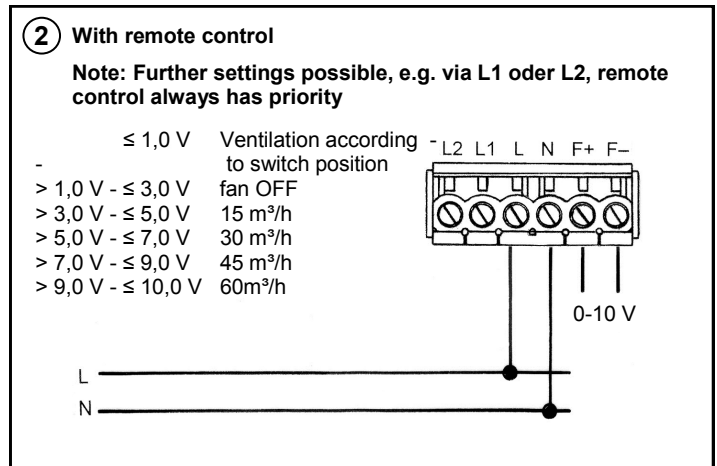 2 With remote control
Note: Further settings possible, e.g. via L1 oder L2, remote
control always has priority
≤ 1,0 V Ventilation according -
- to switch position
> 1,0 V - ≤ 3,0 V fan OFF
> 3,0 V - ≤ 5,0 V 15 m³/h
> 5,0 V - ≤ 7,0 V 30 m³/h
> 7,0 V - ≤ 9,0 V 45 m³/h
> 9,0 V - ≤ 10,0 V 60m³/h
L2 L1 L N F+ F–
0-10 V
L
N